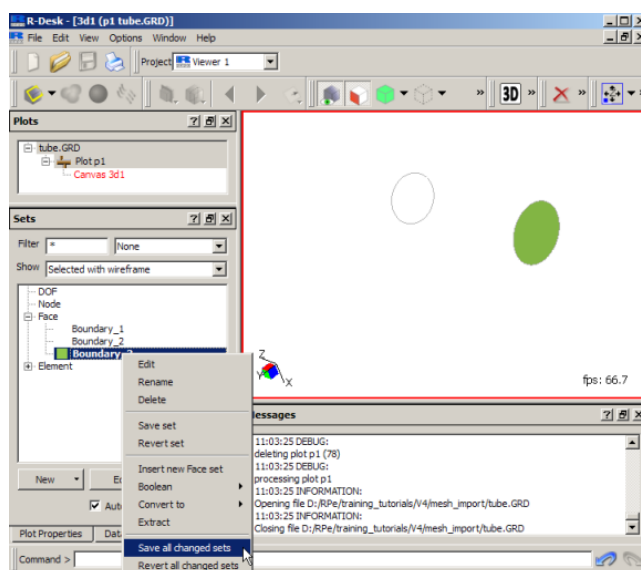 R-Desk - [3d1 (p1 tube.GRD)]
File Edit View Options Window Help
Project Viewer 1
» 3D » »
Plots
tube.GRD
Plot p1
Canvas 3d1
Sets
Filter * None
Show Selected with wireframe
DOF
Node
Face
Boundary_1
Boundary_2
Boundary_
Element
Edit
Rename
Delete
Save set
Revert set
Insert new Face set
Boolean
Convert to
Extract
Save all changed sets
Revert all changed sets
New
Plot Properties
Command >
Z
Y
X
fps: 66.7
essages
11:03:25 DEBUG:
deleting plot p1 (78)
11:03:25 DEBUG:
processing plot p1
11:03:25 INFORMATION:
Opening file D:/RPe/training_tutorials/V4/mesh_import/tube.GRD
11:03:25 INFORMATION:
Closing file D:/RPe/training_tutorials/V4/mesh_import/tube.GRD